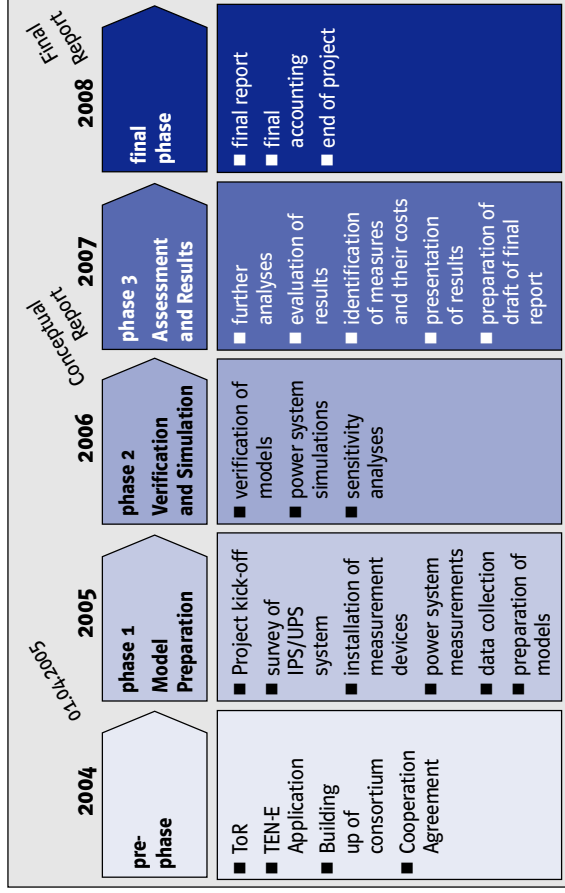 2004
01.04.2005
2005
2006
Conceptual
Report
2007
2008
Final
Report
pre-
phase
phase 1
Model
Preparation
phase 2
Verification
and Simulation
phase 3
Assessment
and Results
final
phase
■ ToR
■ TEN-E
Application
■ Building
up of
consortium
■ Cooperation
Agreement
■ Project kick-off
■ survey of
IPS/UPS
system
■ installation of
measurement
devices
■ power system
measurements
■ data collection
■ preparation of
models
■ verification of
models
■ power system
simulations
■ sensitivity
analyses
■ further
analyses
■ evaluation of
results
■ identification
of measures
and their costs
■ presentation
of results
■ preparation of
draft of final
report
■ final report
■ final
accounting
■ end of project